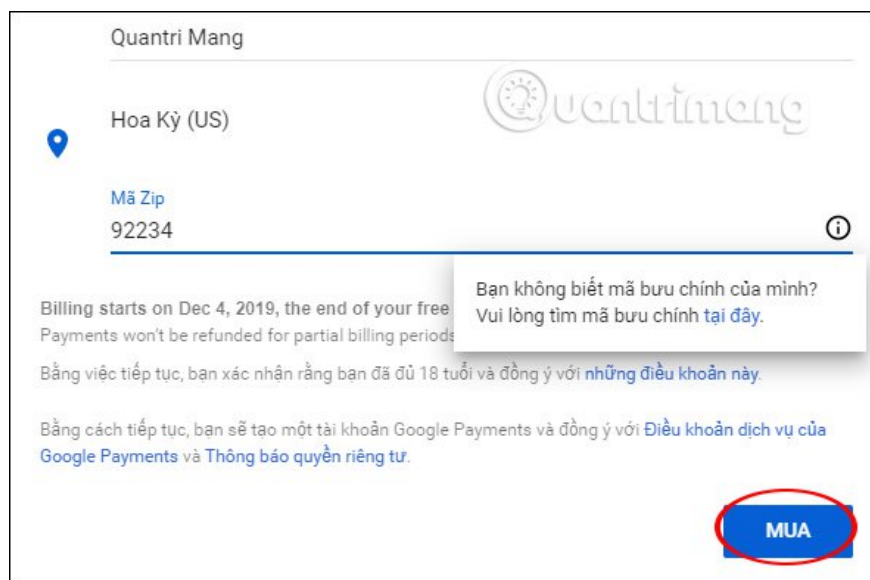 Quantri Mang
Quantrimang
Hoa Kỳ (US)
Mã Zip
92234
Bạn không biết mã bưu chính của mình?
Vui lòng tìm mã bưu chính tại đây.
Billing starts on Dec 4, 2019, the end of your free
Payments won't be refunded for partial billing periods
Bằng việc tiếp tục, bạn xác nhận rằng bạn đã đủ 18 tuổi và đồng ý với những điều khoản này.
Bằng cách tiếp tục, bạn sẽ tạo một tài khoản Google Payments và đồng ý với Điều khoản dịch vụ của
Google Payments và Thông báo quyền riêng tư.
MUA